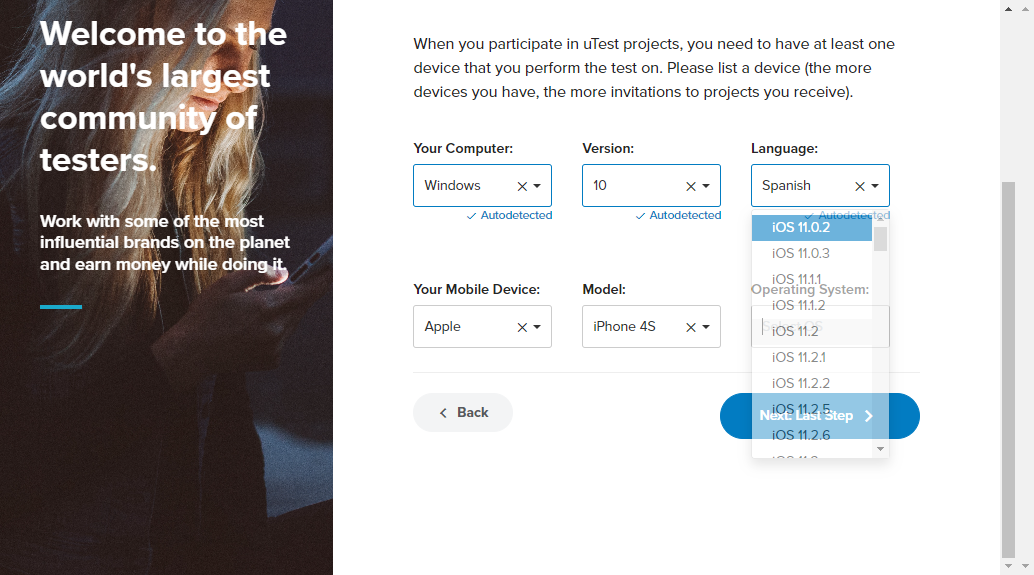 Welcome to the
world's largest
community of
testers.
Work with some of the most
influential brands on the planet
and earn money while doing it.
When you participate in uTest projects, you need to have at least one
device that you perform the test on. Please list a device (the more
devices you have, the more invitations to projects you receive).
Your Computer:
Version:
Language:
Windows
10
Spanish
Autodetected
Autodetected
Autodetected
iOS 11.0.2
iOS 11.0.3
iOS 11.1.1
Your Mobile Device:
Model:
Operating System:
iOS 11.1.2
Apple
iPhone 4S
Select OS
iOS 11.2
iOS 11.2.1
iOS 11.2.2
Back
Next: Last Step
iOS 11.2.5
iOS 11.2.6